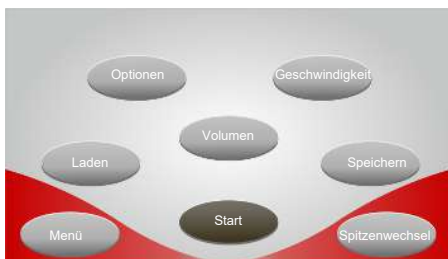 Optionen
Geschwindigkeit
Volumen
Laden
Speichern
Start
Menü
Spitzenwechsel